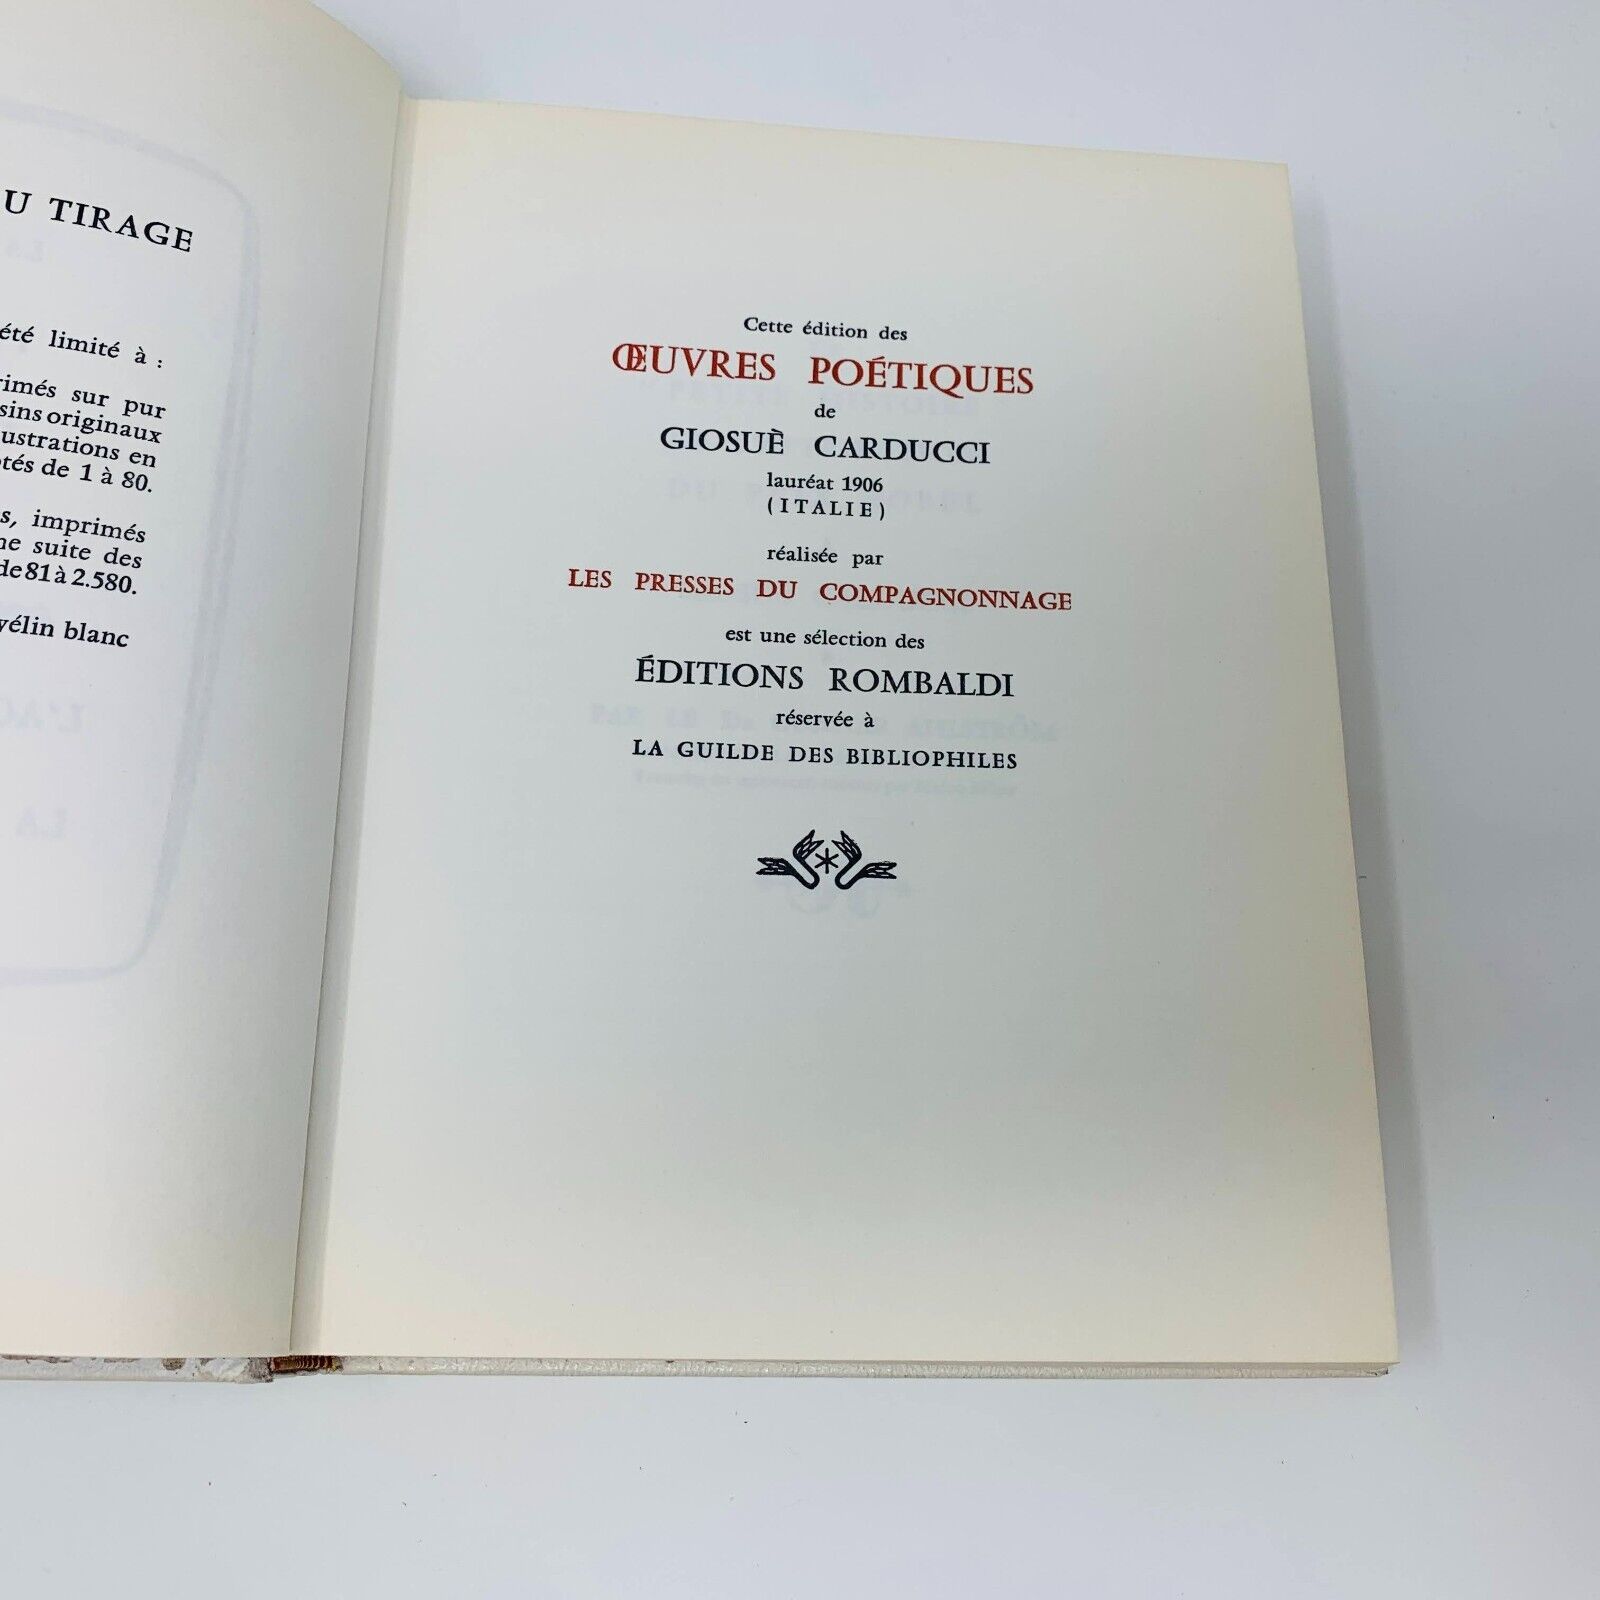 U TIRAGE
été limité à :
rimés sur pur
sins originaux
ustrations en
tés de 1 à 80.
s, imprimés
ne suite des
de 81 à 2.580.
vélin blanc
Cette édition des
ŒUVRES POÉTIQUES
de
GIOSUÈ CARDUCCI
lauréat 1906
(ITALIE)
réalisée par
LES PRESSES DU COMPAGNONNAGE
est une sélection des
ÉDITIONS ROMBALDI
réservée à
LA GUILDE DES BIBLIOPHILES